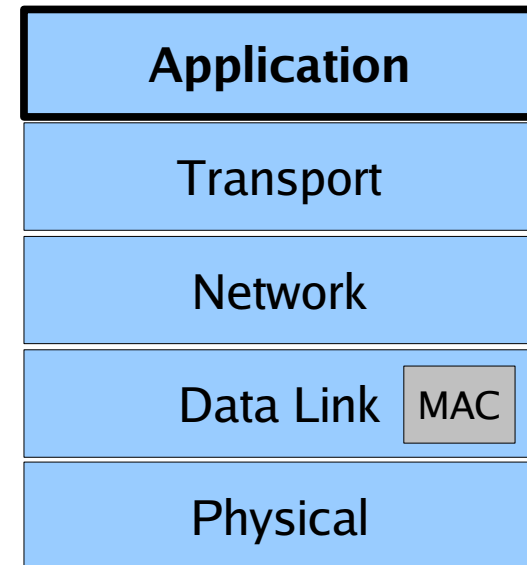 Application
Transport
Network
Data Link MAC
Physical